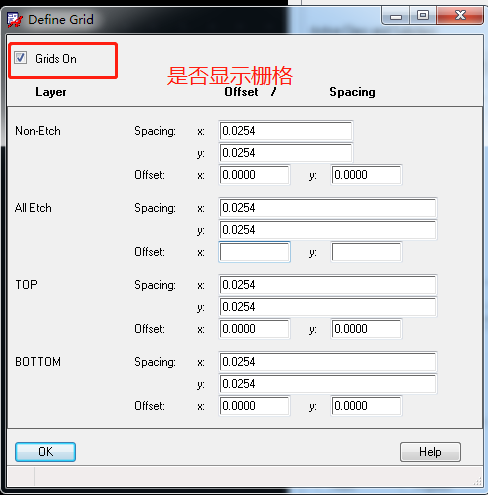 Define Grid
Grids On
是否显示栅格
Layer Offset / Spacing
Non-Etch Spacing: x: 0.0254
y: 0.0254
Offset: x: 0.0000 y: 0.0000
All Etch Spacing: x: 0.0254
y: 0.0254
Offset: x: y:
TOP Spacing: x: 0.0254
y: 0.0254
Offset: x: 0.0000 y: 0.0000
BOTTOM Spacing: x: 0.0254
y: 0.0254
Offset: x: 0.0000 y: 0.0000
OK Help